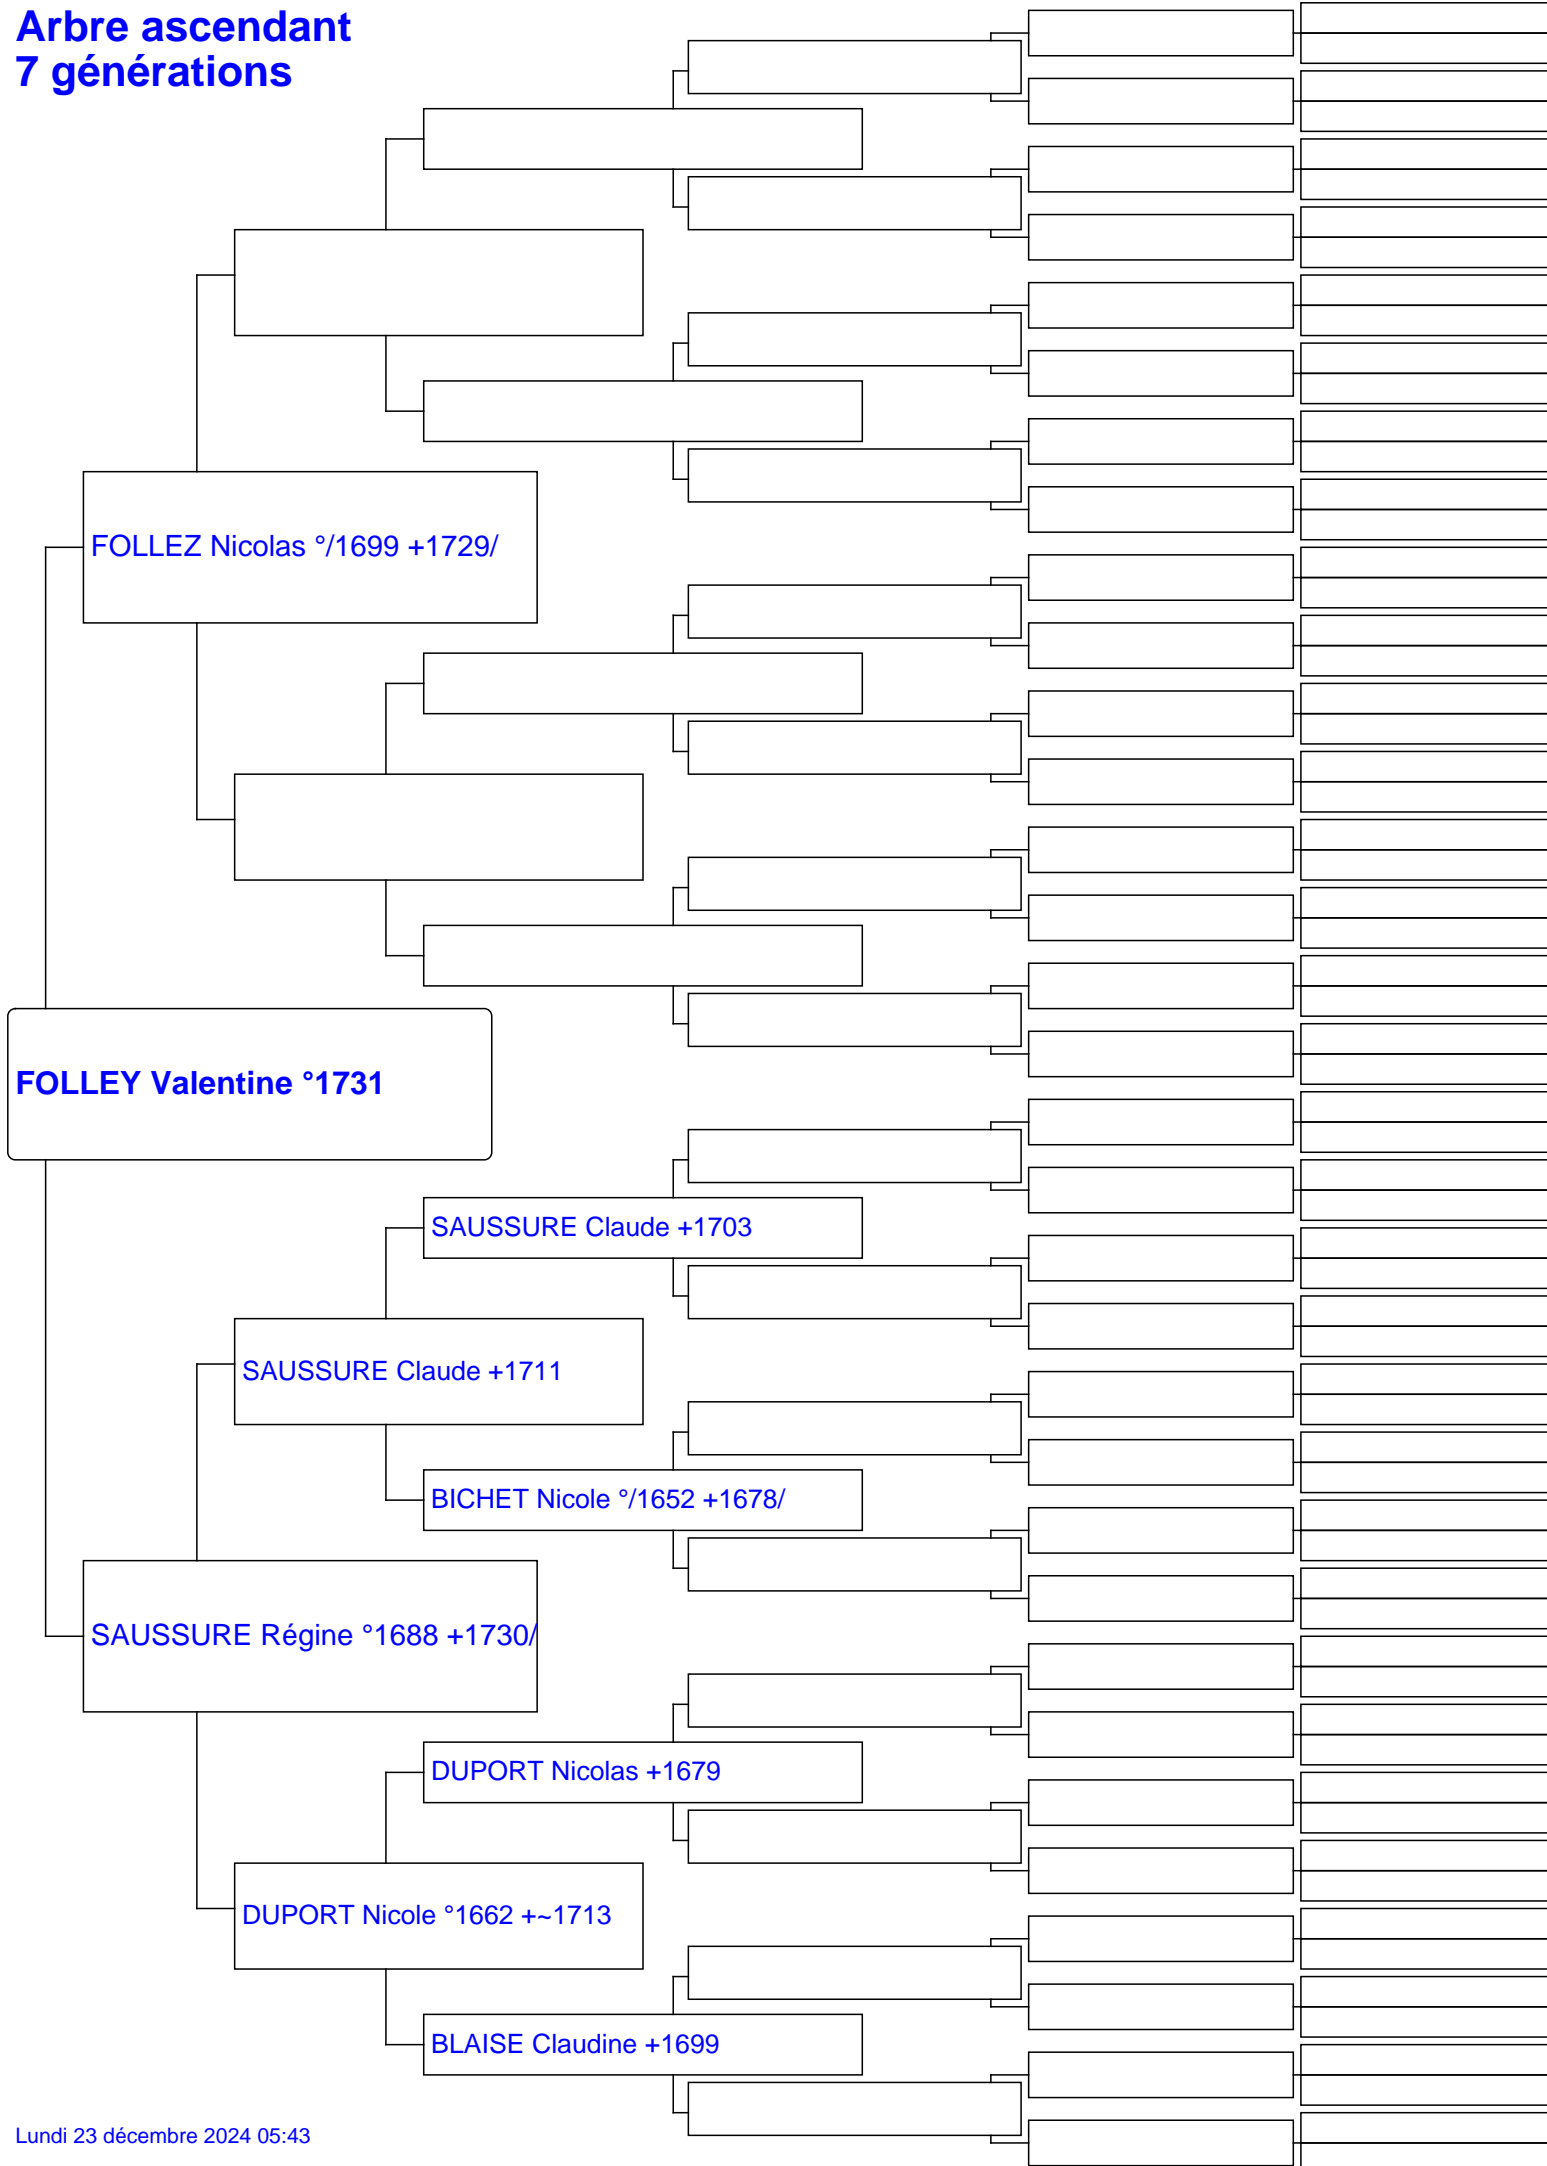 Arbre ascendant
7 générations
FOLLEZ Nicolas °/1699 +1729/
FOLLEY Valentine °1731
SAUSSURE Claude +1703
SAUSSURE Claude +1711
BICHET Nicole °/1652 +1678/
SAUSSURE Régine °1688 +1730/
DUPORT Nicolas +1679
DUPORT Nicole °1662 +~1713
BLAISE Claudine +1699
Lundi 23 décembre 2024 05:43